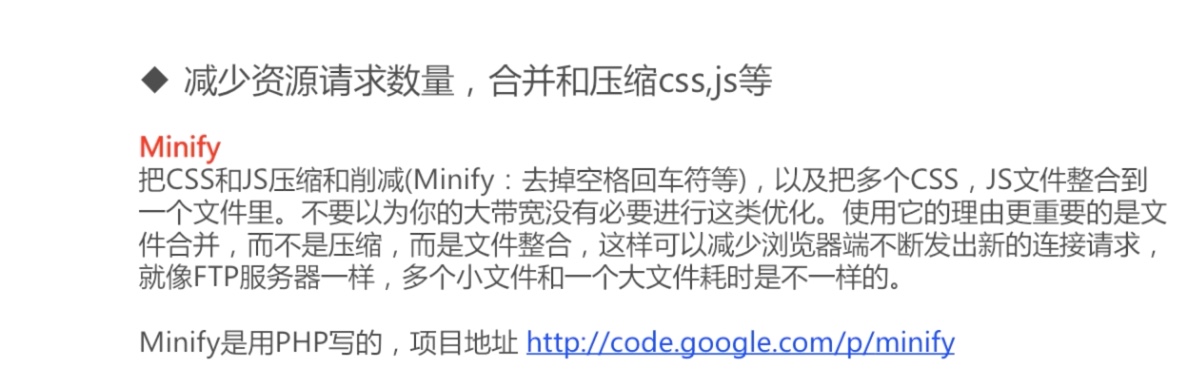 ◆ 减少资源请求数量，合并和压缩css,js等
Minify
把CSS和JS压缩和削减(Minify：去掉空格回车符等)，以及把多个CSS，JS文件整合到
一个文件里。不要以为你的大带宽没有必要进行这类优化。使用它的理由更重要的是文
件合并，而不是压缩，而是文件整合，这样可以减少浏览器端不断发出新的连接请求，
就像FTP服务器一样，多个小文件和一个大文件耗时是不一样的。
Minify是用PHP写的，项目地址 http://code.google.com/p/minify